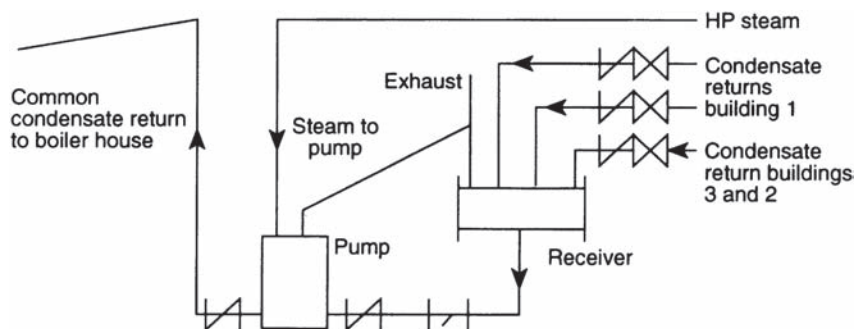 HP steam
Exhaust
Condensate
returns
building 1
Common
condensate return
to boiler house
Steam to
pump
Condensate
return buildings
3 and 2
Pump
Receiver